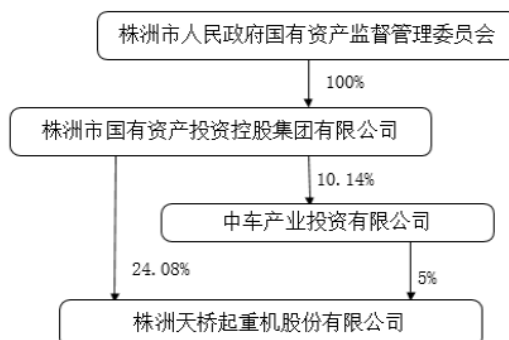 株洲市人民政府国有资产监督管理委员会
100%
株洲市国有资产投资控股集团有限公司
10.14%
中车产业投资有限公司
24.08%
5%
株洲天桥起重机股份有限公司